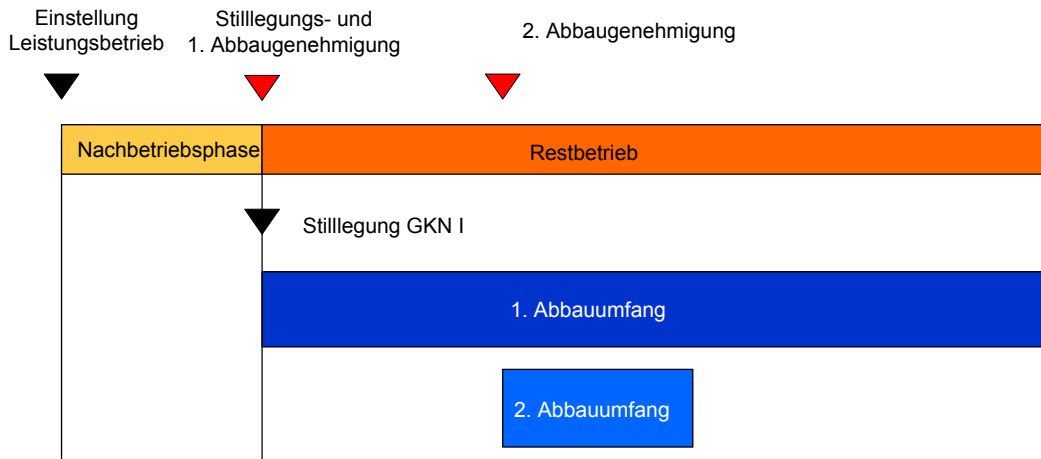 Einstellung
Leistungsbetrieb
Stilllegungs- und
1. Abbaugenehmigung
2. Abbaugenehmigung
Nachbetriebsphase
Restbetrieb
Stilllegung GKN I
1. Abbauumfang
2. Abbauumfang